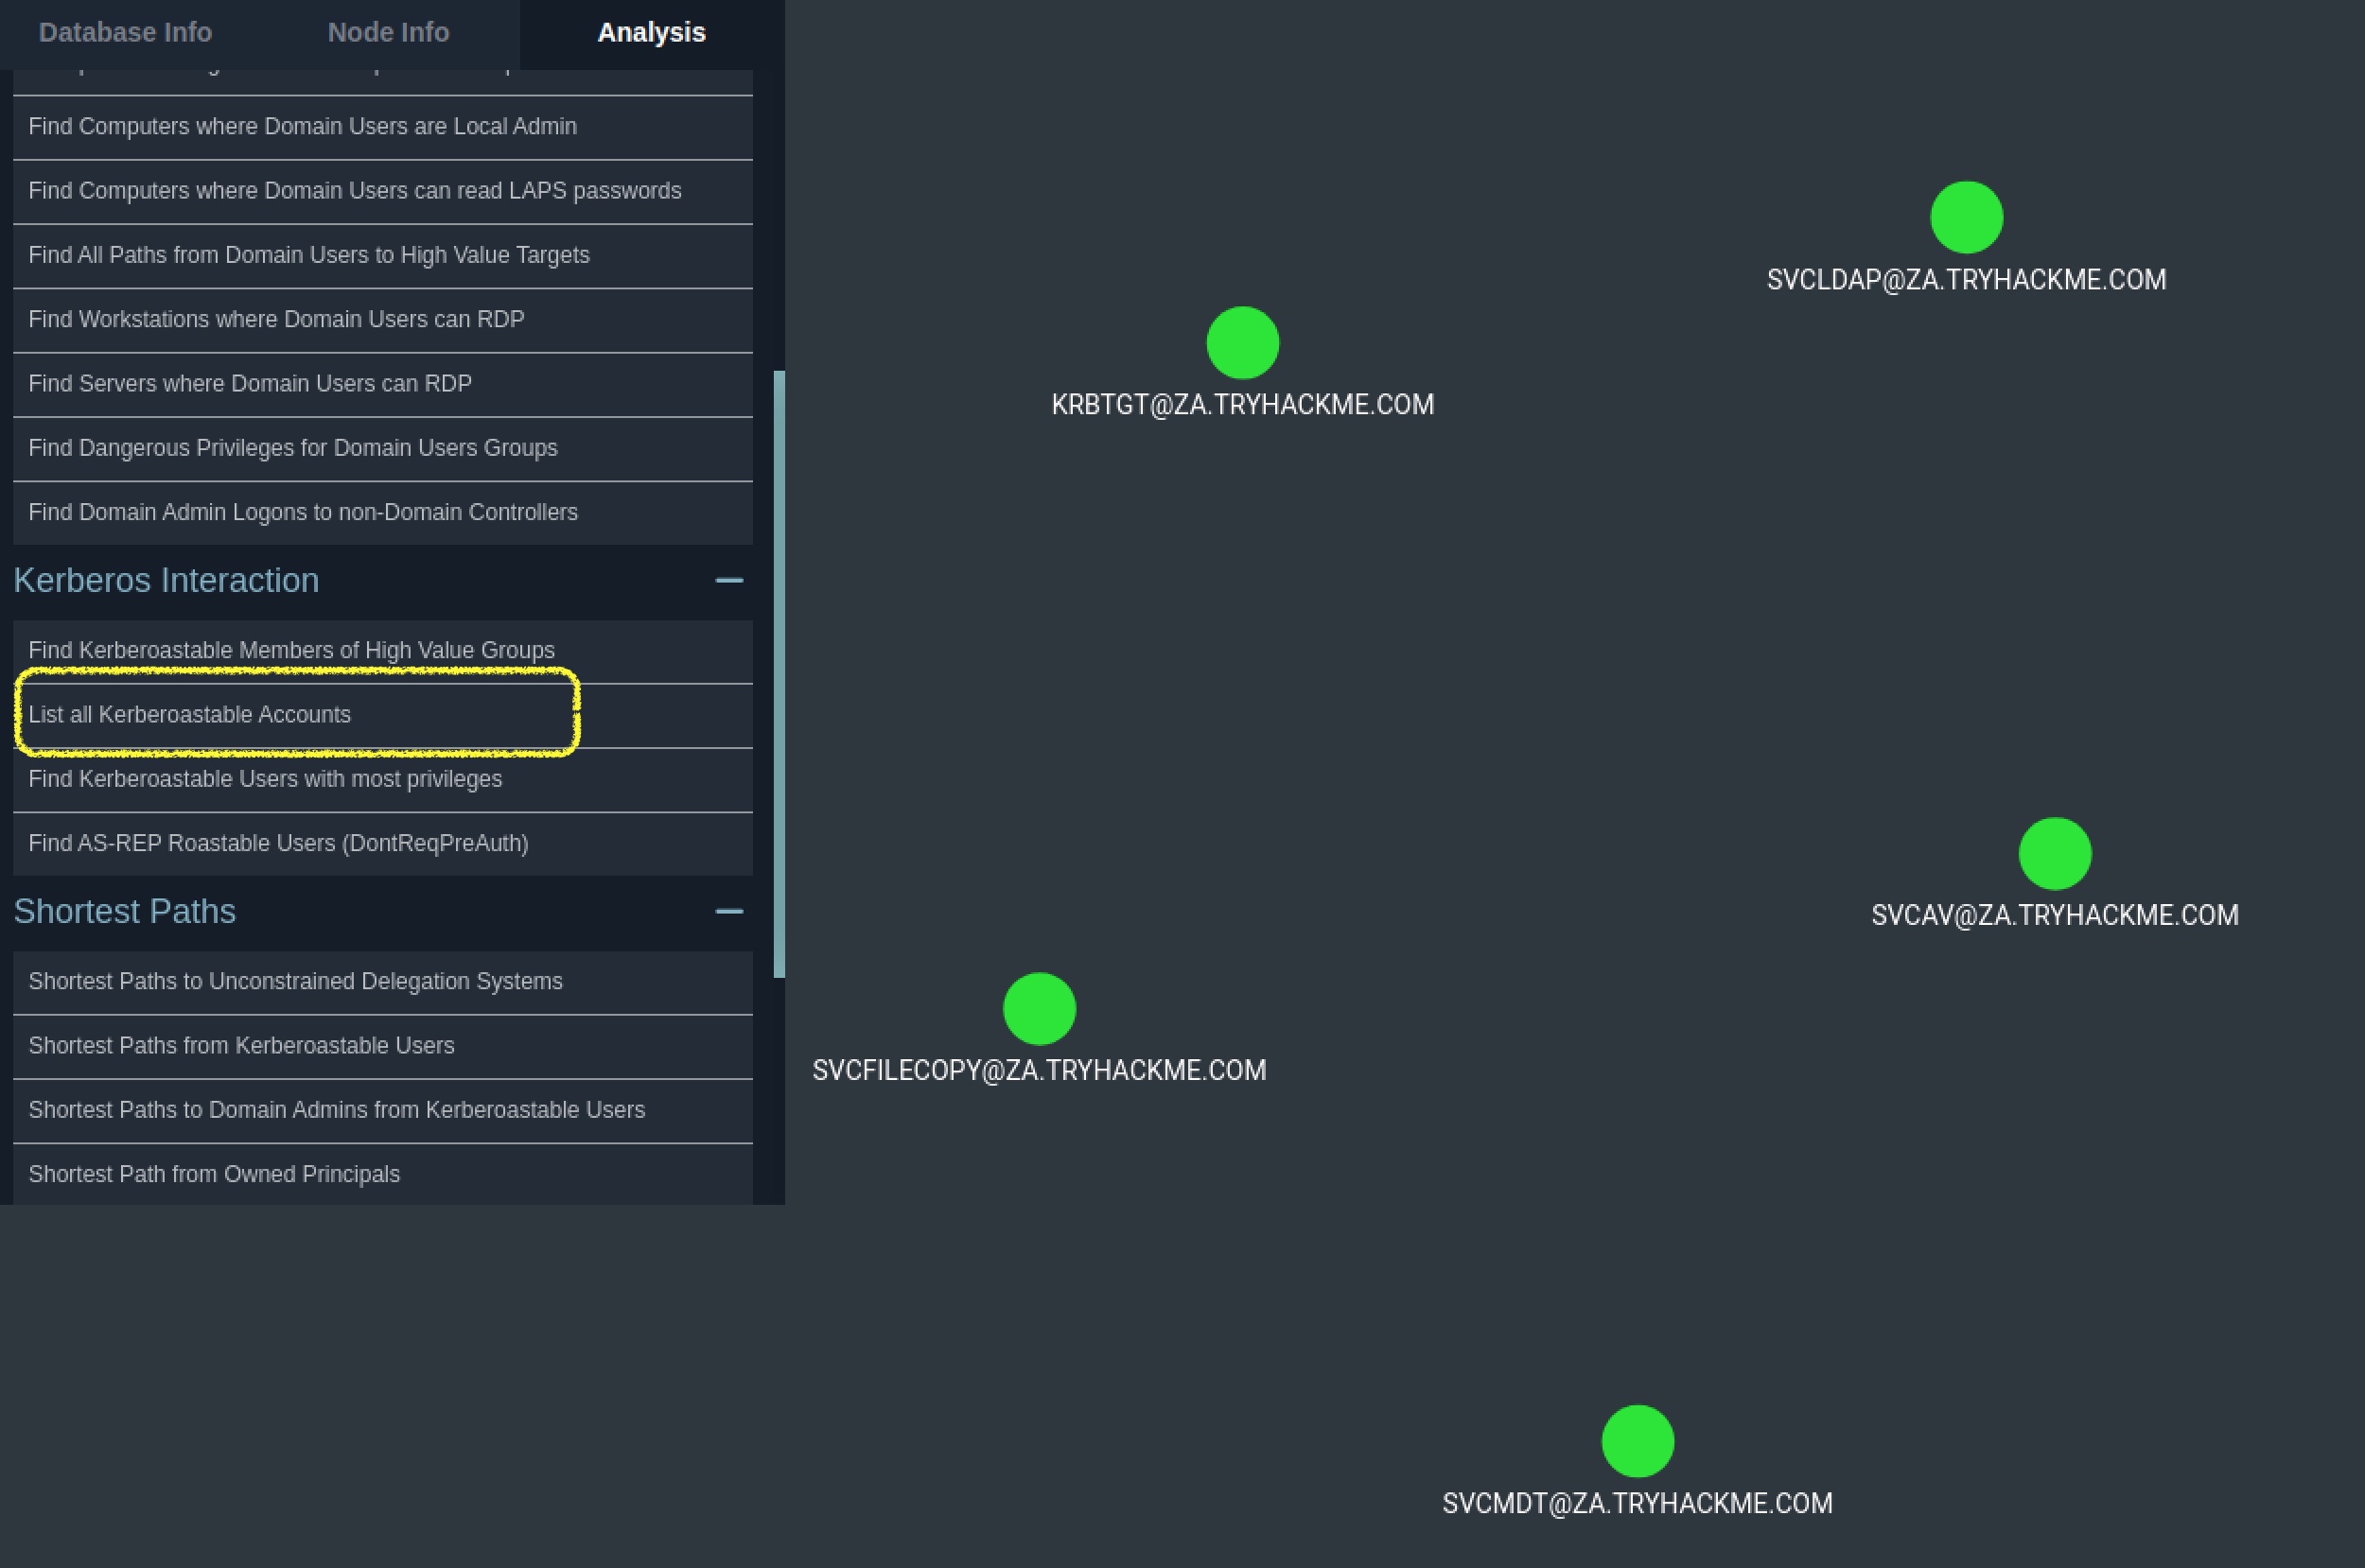 Database Info
Node Info
Analysis
Find Computers where Domain Users are Local Admin
Find Computers where Domain Users can read LAPS passwords
Find All Paths from Domain Users to High Value Targets
Find Workstations where Domain Users can RDP
Find Servers where Domain Users can RDP
Find Dangerous Privileges for Domain Users Groups
Find Domain Admin Logons to non-Domain Controllers
Kerberos Interaction
Find Kerberoastable Members of High Value Groups
List all Kerberoastable Accounts
Find Kerberoastable Users with most privileges
Find AS-REP Roastable Users (DontReqPreAuth)
Shortest Paths
Shortest Paths to Unconstrained Delegation Systems
Shortest Paths from Kerberoastable Users
Shortest Paths to Domain Admins from Kerberoastable Users
Shortest Path from Owned Principals
SVCLDAP@ZA.TRYHACKME.COM
KRBTGT@ZA.TRYHACKME.COM
SVCAV@ZA.TRYHACKME.COM
SVCFILECOPY@ZA.TRYHACKME.COM
SVCMDT@ZA.TRYHACKME.COM